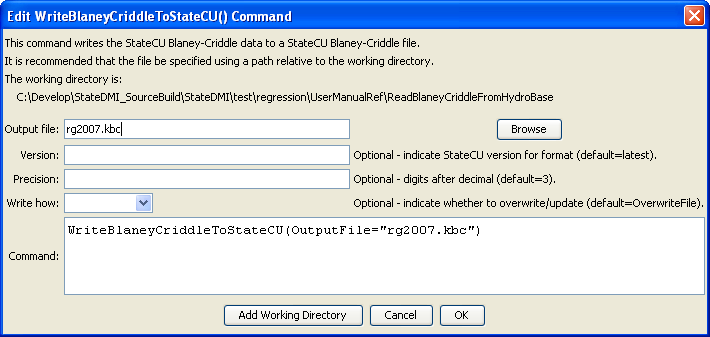 Edit WriteBlaneyCriddleToStateCU() Command
This command writes the StateCU Blaney-Criddle data to a StateCU Blaney-Criddle file.
It is recommended that the file be specified using a path relative to the working directory.
The working directory is:
C:\Develop\StateDMI_SourceBuild\StateDMI\test\regression\UserManualRef\ReadBlaneyCriddleFromHydroBase
Output file: rg2007.kbc Browse
Version: Optional - indicate StateCU version for format (default=latest).
Precision: Optional - digits after decimal (default=3).
Write how: Optional - indicate whether to overwrite/update (default=OverwriteFile).
WriteBlaneyCriddleToStateCU(OutputFile="rg2007.kbc")
Command:
Add Working Directory Cancel OK